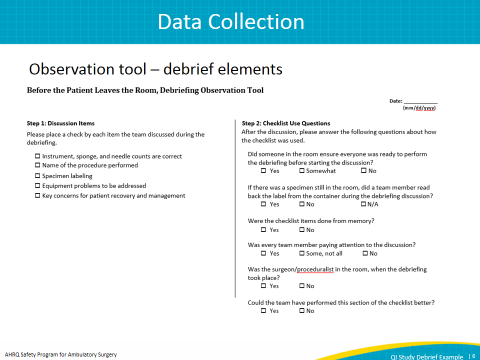 Data Collection
Observation tool – debrief elements
Before the Patient Leaves the Room, Debriefing Observation Tool
Date: ____________
(mm/dd/yyyy)
Step 1: Discussion Items
Please place a check by each item the team discussed during the
debriefing.
☐ Instrument, sponge, and needle counts are correct
☐ Name of the procedure performed
☐ Specimen labeling
☐ Equipment problems to be addressed
☐ Key concerns for patient recovery and management
Step 2: Checklist Use Questions
After the discussion, please answer the following questions about how
the checklist was used.
Did someone in the room ensure everyone was ready to perform
the debriefing before starting the discussion?
☐ Yes ☐ Somewhat ☐ No
If there was a specimen still in the room, did a team member read
back the label from the container during the debriefing discussion?
☐ Yes ☐ No ☐ N/A
Were the checklist items done from memory?
☐ Yes ☐ No
Was every team member paying attention to the discussion?
☐ Yes ☐ Some, not all ☐ No
Was the surgeon/proceduralist in the room, when the debriefing
took place?
☐ Yes ☐ No
Could the team have performed this section of the checklist better?
☐ Yes ☐ No
AHRQ Safety Program for Ambulatory Surgery
QI Study Debrief Example | 6